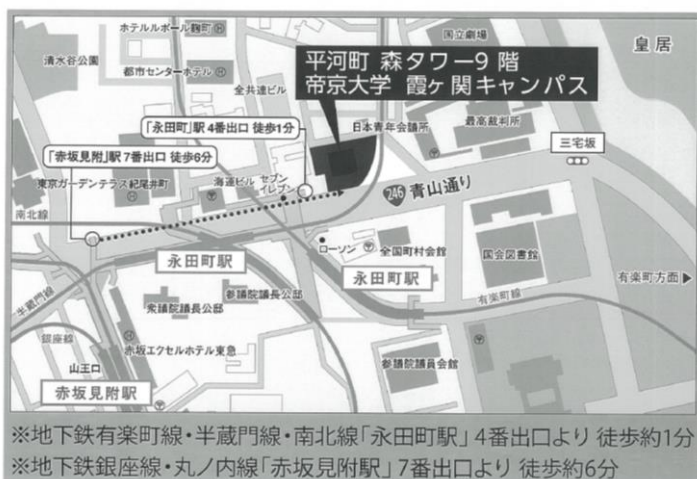 ホテルルポール麹町 H
国立劇場
皇居
清水谷公園
都市センターホテル H
平河町 森タワー9 階
帝京大学 霞ヶ関キャンパス
全共連ビル
「永田町」駅 4番出口 徒歩1分
日本青年会議所
最高裁判所
三宅坂
「赤坂見附」駅 7番出口 徒歩6分
東京ガーデンテラス紀尾井町
海運ビル
セブン
イレブン
246 青山通り
南北線
ローソン
全国町村会館
国会図書館
永田町駅
永田町駅
有楽町方面▶
半蔵門線
衆議院議長公邸
参議院議長公邸
有楽町線
銀座線
赤坂エクセルホテル東急
山王口
参議院議員会館
赤坂見附駅
※地下鉄有楽町線・半蔵門線・南北線「永田町駅」4番出口より 徒歩約1分
※地下鉄銀座線・丸ノ内線「赤坂見附駅」7番出口より 徒歩約6分